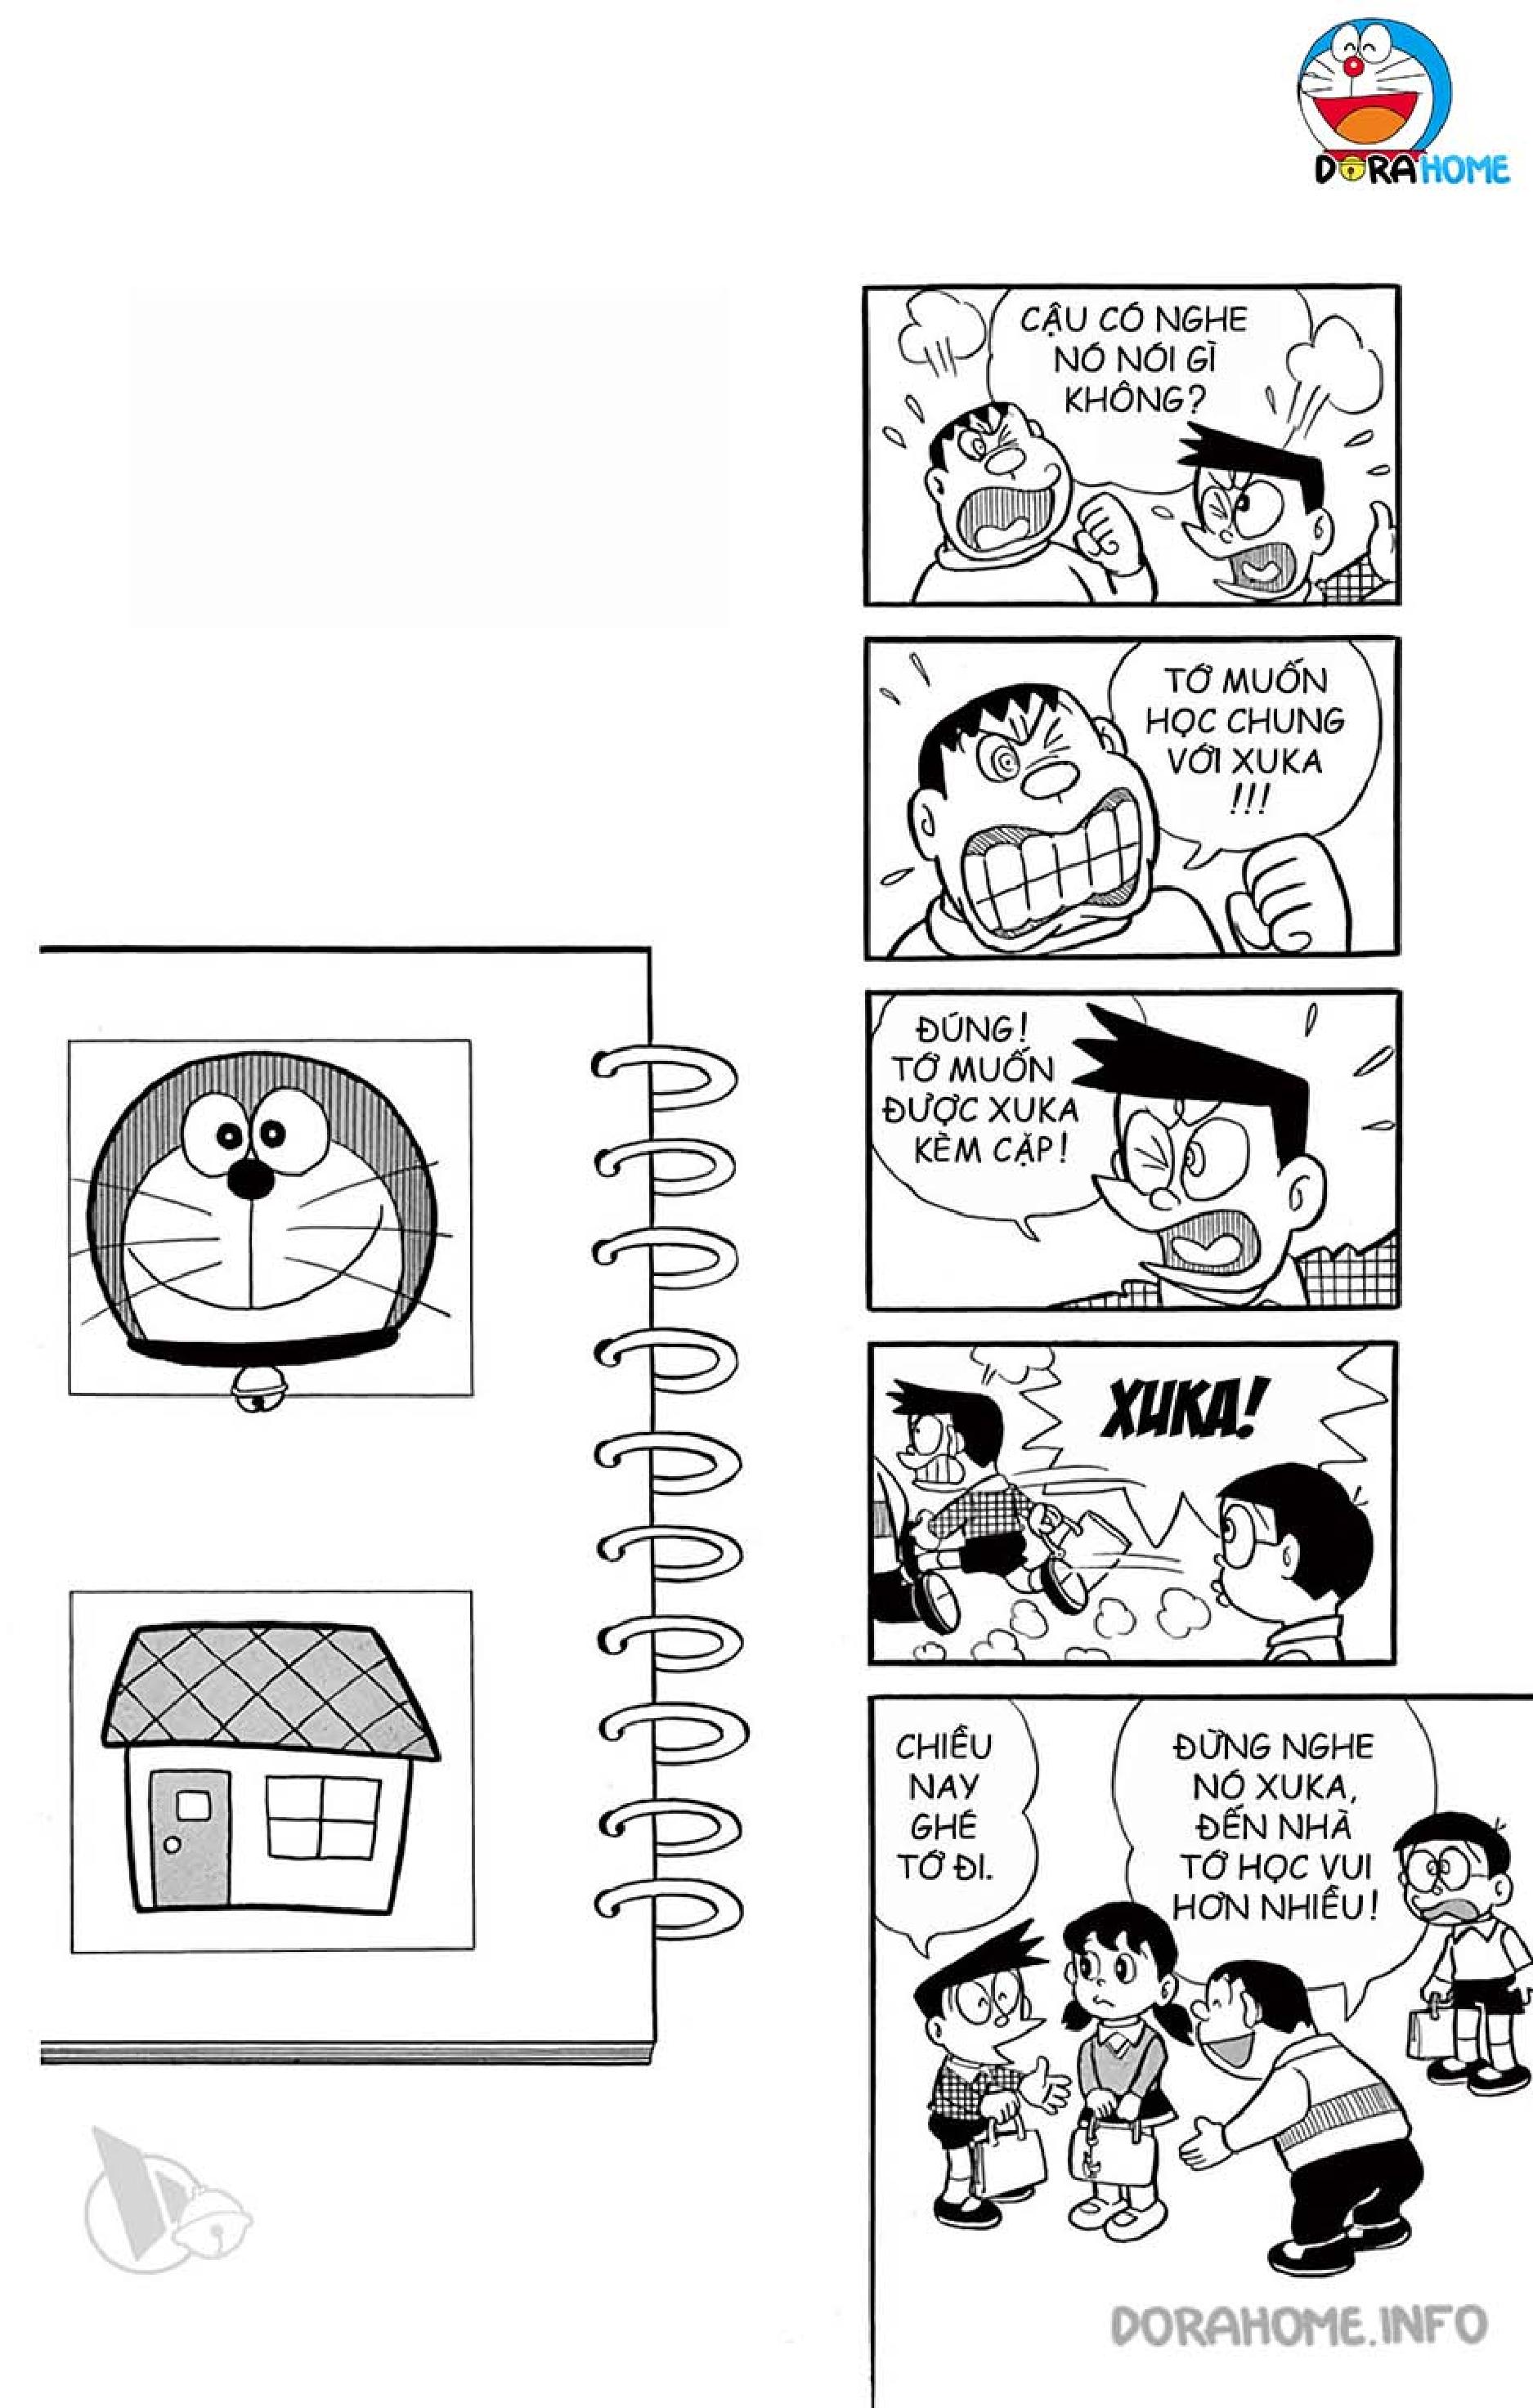 DORAHOME
CẬU CÓ NGHE
NÓ NÓI GÌ
KHÔNG?
TỚ MUỐN
HỌC CHUNG
VỚI XUKA
!!!
ĐÚNG!
TỚ MUỐN
ĐƯỢC XUKA
KÈM CẶP!
XUKA!
CHIỀU
NAY
GHÉ
TỚ ĐI.
ĐỪNG NGHE
NÓ XUKA,
ĐẾN NHÀ
TỚ HỌC VUI
HƠN NHIỀU!
DORAHOME.INFO